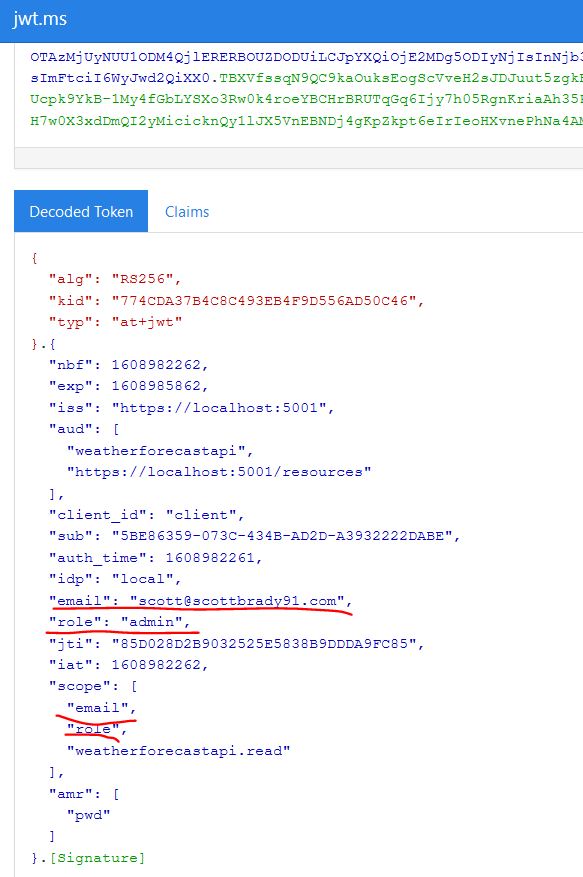 jwt.ms
OTAzMjUyNUU1ODM4QjlERERBOUZDODUiLCJpYXQiOjE2MDg5ODIyNjIsInNjb3
sImFtciI6WyJwd2QiXX0.TBXVfssqN9QC9kaOuksEogScVveH2sJDJuut5zgkH
Ucpk9YkB-1My4fGbLYSXo3Rw0k4roeYBCHrBRUTqGq6Ijy7h05RgnKriaAh35F
H7w0X3xdDmQI2yMicicknQy1lJX5VnEBNDj4gKpZkpt6eIrIeoHXvnePhNa4AM
Decoded Token Claims
{
"alg": "RS256",
"kid": "774CDA37B4C8C493EB4F9D556AD50C46",
"typ": "at+jwt"
}.{
"nbf": 1608982262,
"exp": 1608985862,
"iss": "https://localhost:5001",
"aud": [
"weatherforecastapi",
"https://localhost:5001/resources"
],
"client_id": "client",
"sub": "5BE86359-073C-434B-AD2D-A3932222DABE",
"auth_time": 1608982261,
"idp": "local",
"email": "scott@scottbrady91.com",
"role": "admin",
"jti": "85D028D2B9032525E5838B9DDDA9FC85",
"iat": 1608982262,
"scope": [
"email",
"role",
"weatherforecastapi.read"
],
"amr": [
"pwd"
]
}.[Signature]